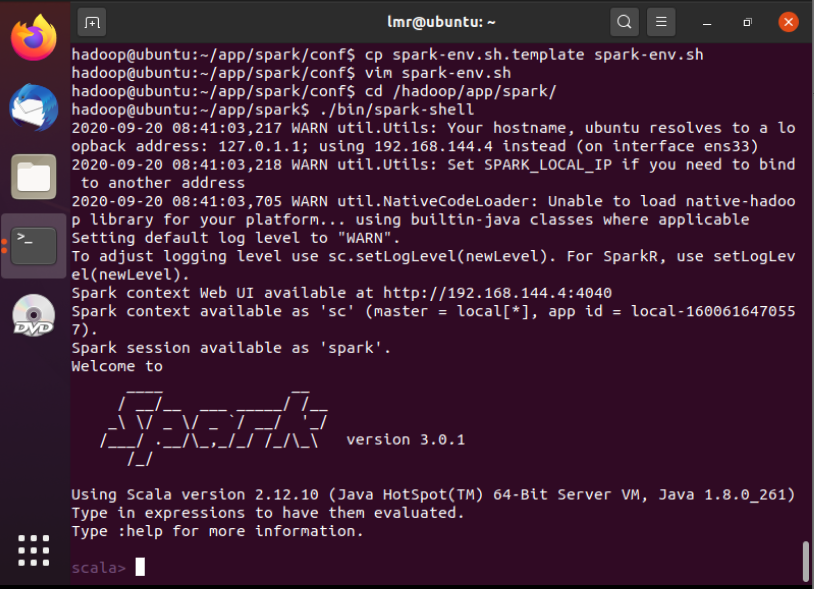 lmr@ubuntu: ~
hadoop@ubuntu:~/app/spark/conf$ cp spark-env.sh.template spark-env.sh
hadoop@ubuntu:~/app/spark/conf$ vim spark-env.sh
hadoop@ubuntu:~/app/spark/conf$ cd /hadoop/app/spark/
hadoop@ubuntu:~/app/spark$ ./bin/spark-shell
2020-09-20 08:41:03,217 WARN util.Utils: Your hostname, ubuntu resolves to a lo
opback address: 127.0.1.1; using 192.168.144.4 instead (on interface ens33)
2020-09-20 08:41:03,218 WARN util.Utils: Set SPARK_LOCAL_IP if you need to bind
 to another address
2020-09-20 08:41:03,705 WARN util.NativeCodeLoader: Unable to load native-hadoo
p library for your platform... using builtin-java classes where applicable
Setting default log level to "WARN".
To adjust logging level use sc.setLogLevel(newLevel). For SparkR, use setLogLev
el(newLevel).
Spark context Web UI available at http://192.168.144.4:4040
Spark context available as 'sc' (master = local[*], app id = local-160061647055
7).
Spark session available as 'spark'.
Welcome to
Spark version 3.0.1
Using Scala version 2.12.10 (Java HotSpot(TM) 64-Bit Server VM, Java 1.8.0_261)
Type in expressions to have them evaluated.
Type :help for more information.
scala>
DVD